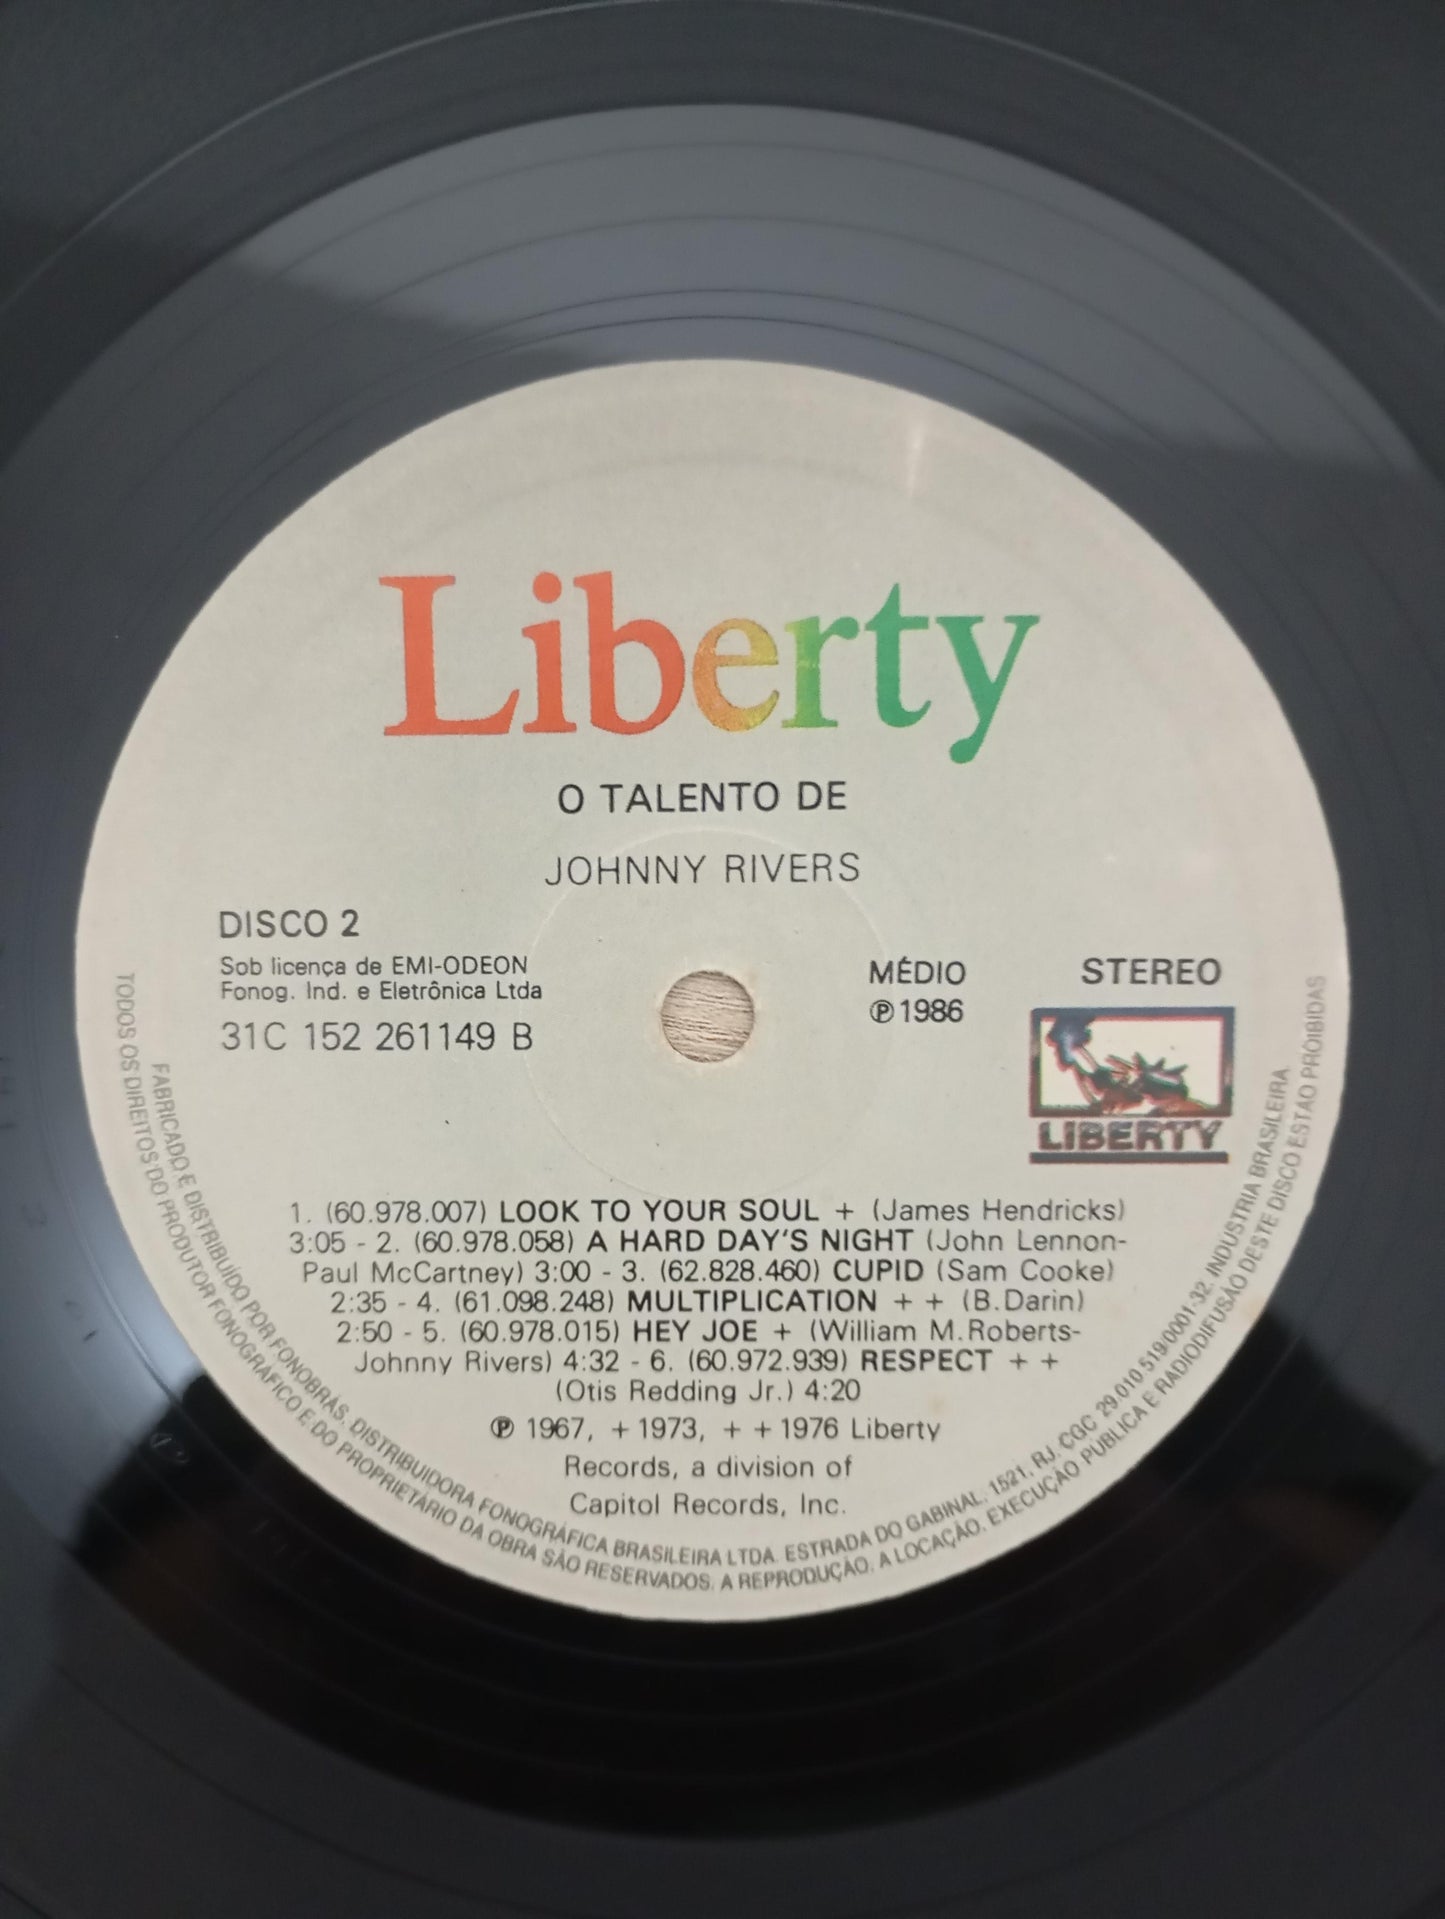 Liberty
O TALENTO DE
JOHNNY RIVERS
DISCO 2
Sob licença de EMI-ODEON
Fonog. Ind. e Eletrônica Ltda
31C 152 261149 B
MÉDIO
℗1986
STEREO
LIBERTY
1. (60.978.007) LOOK TO YOUR SOUL + (James Hendricks)
3:05 - 2. (60.978.058) A HARD DAY'S NIGHT (John Lennon-
Paul McCartney) 3:00 - 3. (62.828.460) CUPID (Sam Cooke)
2:35 - 4. (61.098.248) MULTIPLICATION + + (B.Darin)
2:50 - 5. (60.978.015) HEY JOE + (William M.Roberts-
Johnny Rivers) 4:32 - 6. (60.972.939) RESPECT + +
(Otis Redding Jr.) 4:20
℗ 1967, +1973, + +1976 Liberty
Records, a division of
Capitol Records, Inc.
FABRICADO E DISTRIBUÍDO POR FONOBRÁS. DISTRIBUIDORA FONOGRÁFICA BRASILEIRA LTDA. ESTRADA DO GABINAL, 1521, RJ. CGC 29.010.519/0001-32. INDUSTRIA BRASILEIRA
TODOS OS DIREITOS DO PRODUTOR FONOGRÁFICO E DO PROPRIETÁRIO DA OBRA SÃO RESERVADOS. A REPRODUÇÃO, A LOCAÇÃO, EXECUÇÃO PUBLICA E RADIODIFUSÃO DESTE DISCO ESTÃO PROIBIDAS